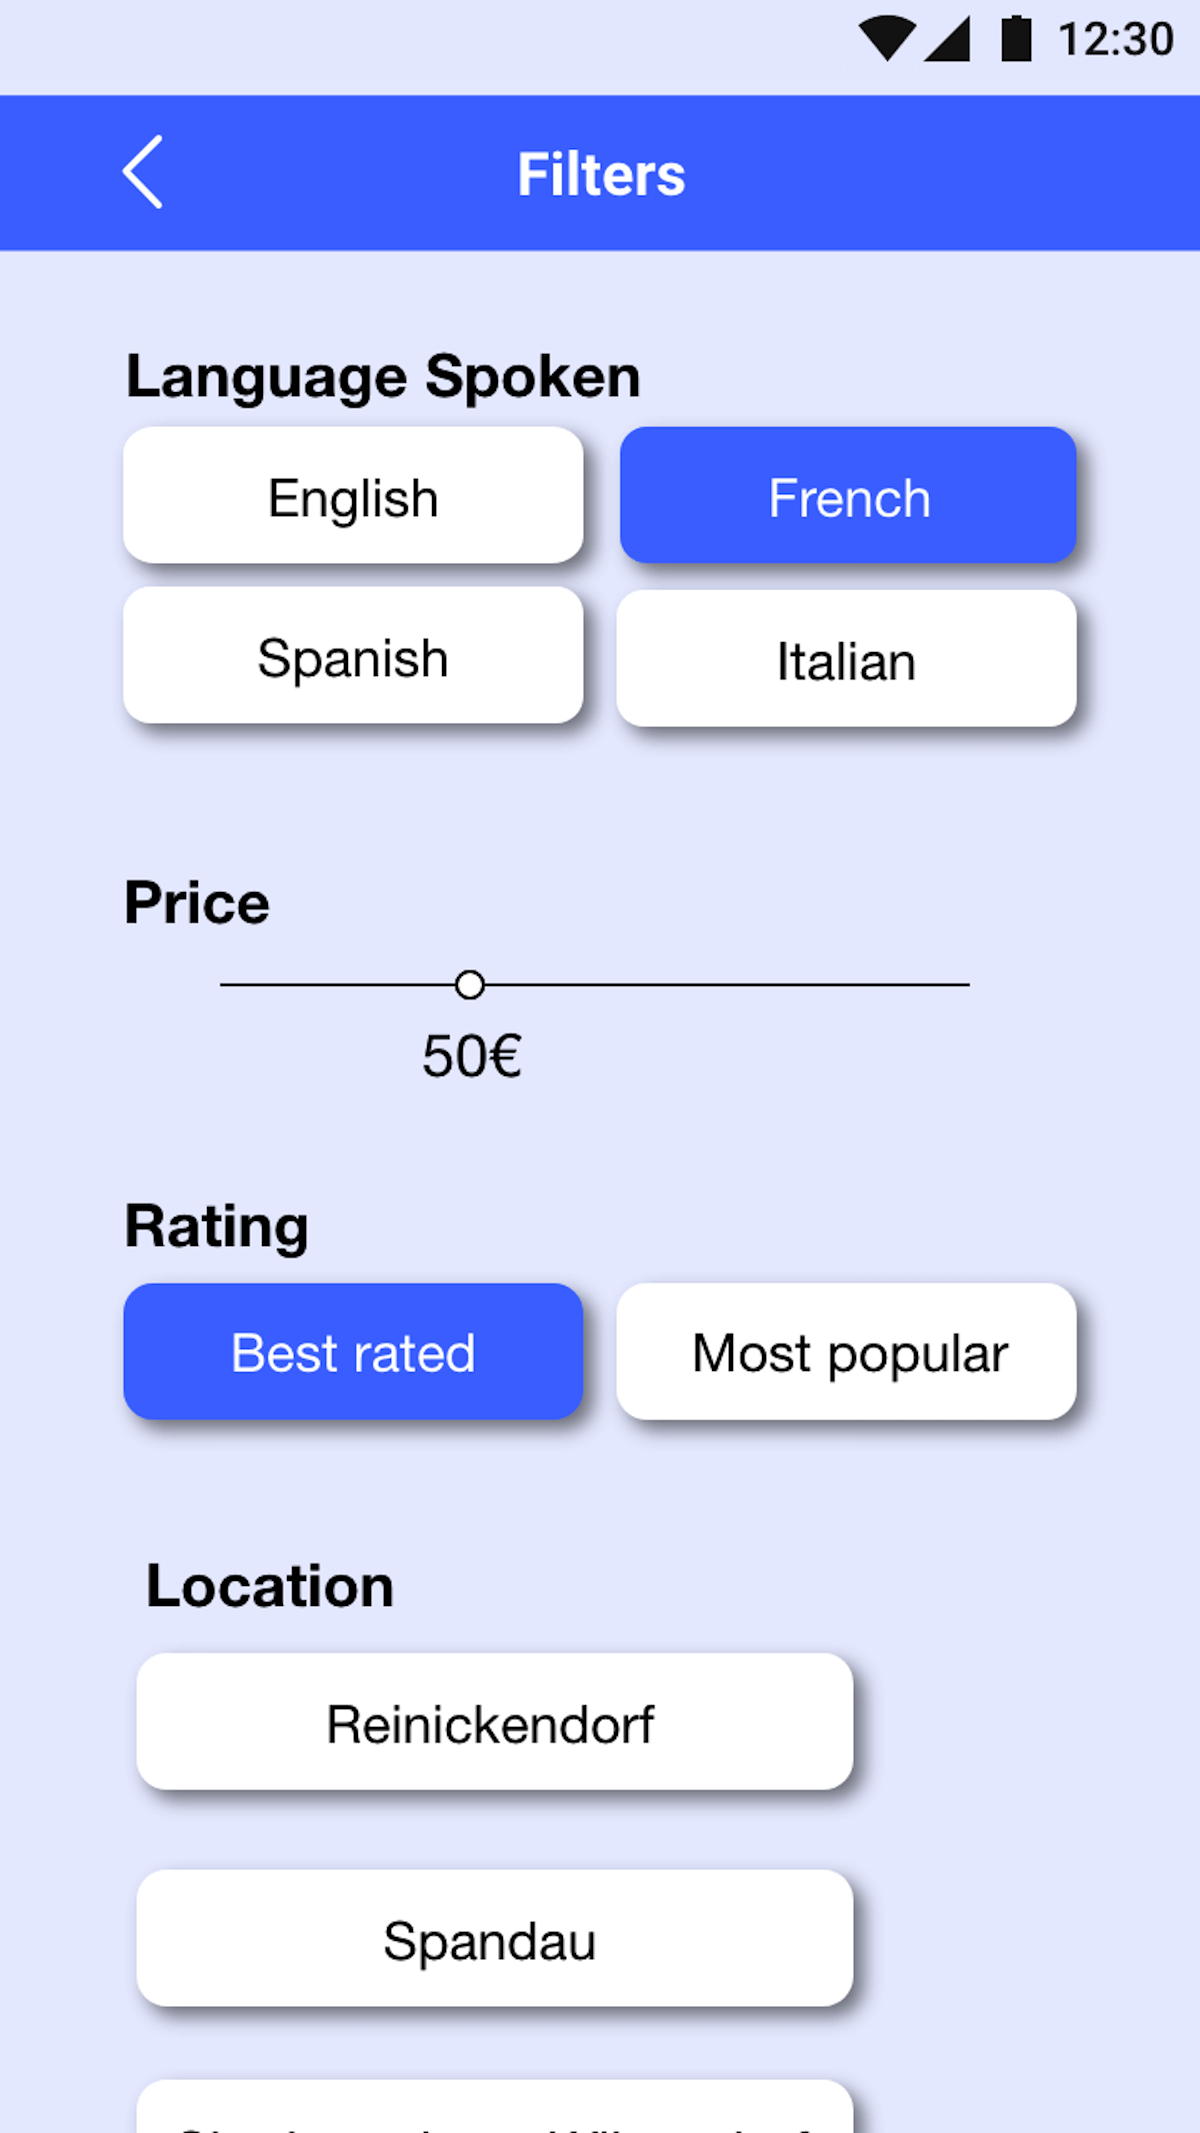 12:30
Filters
Language Spoken
English French
Spanish Italian
Price
50€
Rating
Best rated Most popular
Location
Reinickendorf
Spandau